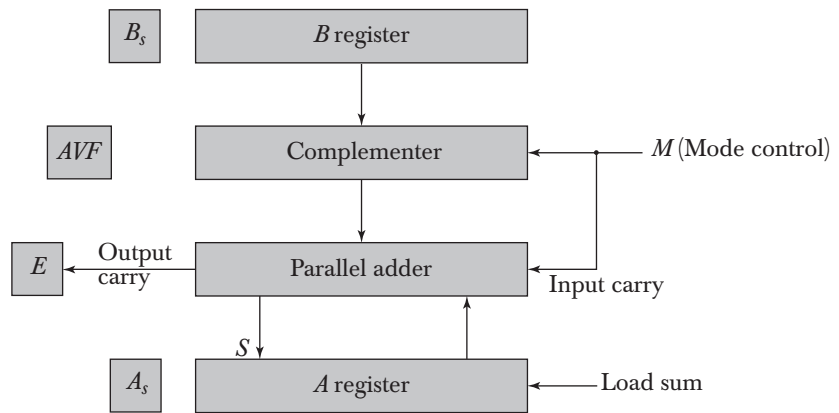 B_s
B register
AVF
Complementer
M (Mode control)
E
Output
carry
Parallel adder
Input carry
S
A_s
A register
Load sum